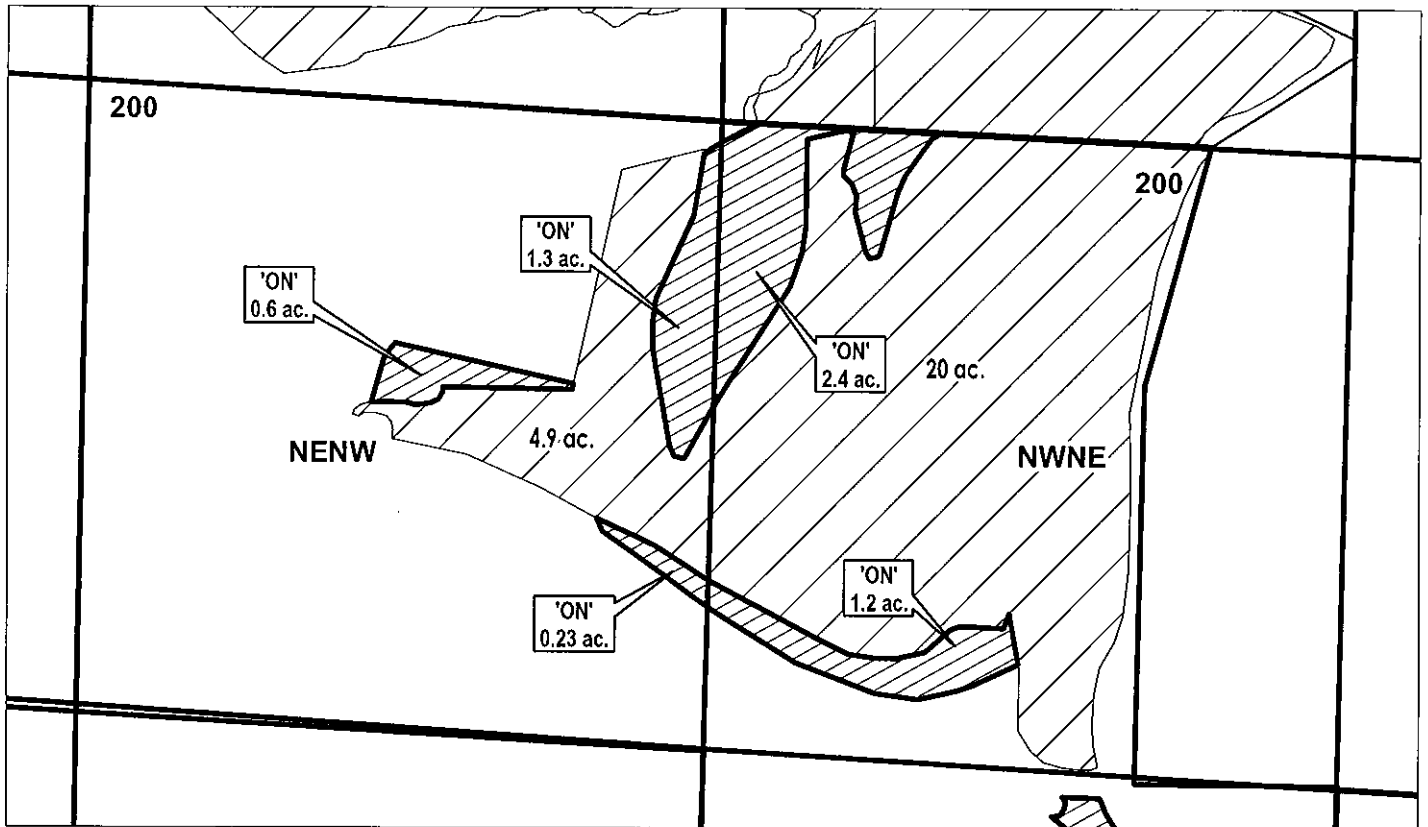 200
200
'ON'
1.3 ac.
'ON'
0.6 ac.
'ON'
2.4 ac.
20 ac.
4.9 ac.
NENW
NWNE
'ON'
1.2 ac.
'ON'
0.23 ac.